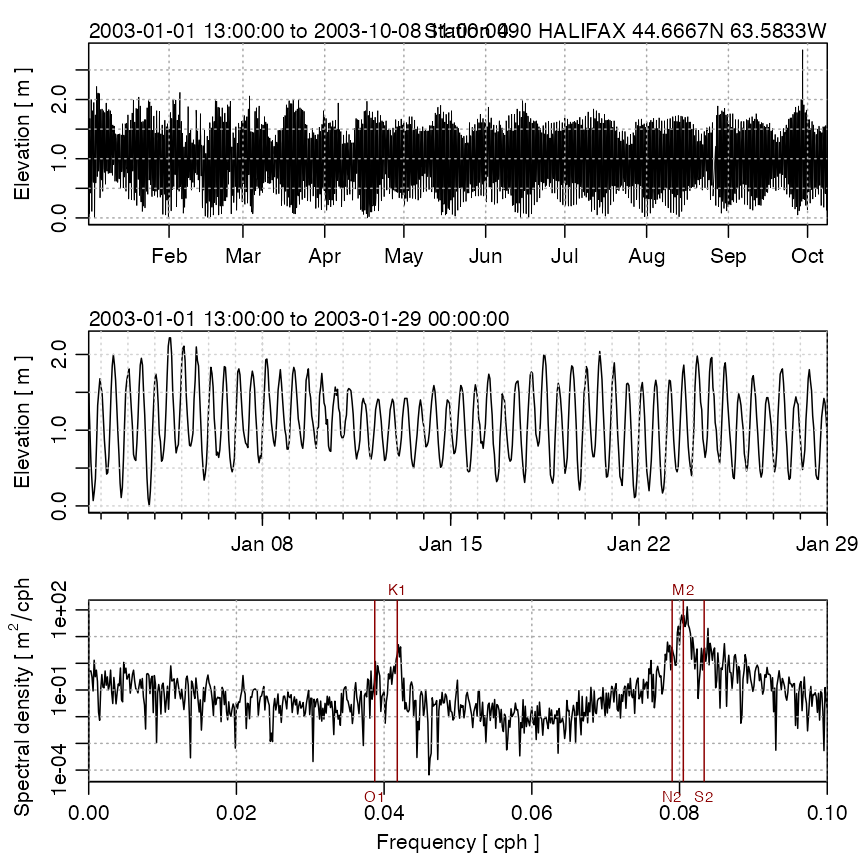 2003-01-01 13:00:00 to 2003-10-08
490 HALIFAX 44.6667N 63.5833W
Elevation [ m ]
2.0
1.0
0.0
Feb Mar Apr May Jun Jul Aug Sep Oct
2003-01-01 13:00:00 to 2003-01-29 00:00:00
Elevation [ m ]
2.0
1.0
0.0
Jan 08 Jan 15 Jan 22 Jan 29
K1 M2
Spectral density [ m2/cph ]
1e+02
1e-01
1e-04
O1 N2 S2
0.00 0.02 0.04 0.06 0.08 0.10
Frequency [ cph ]